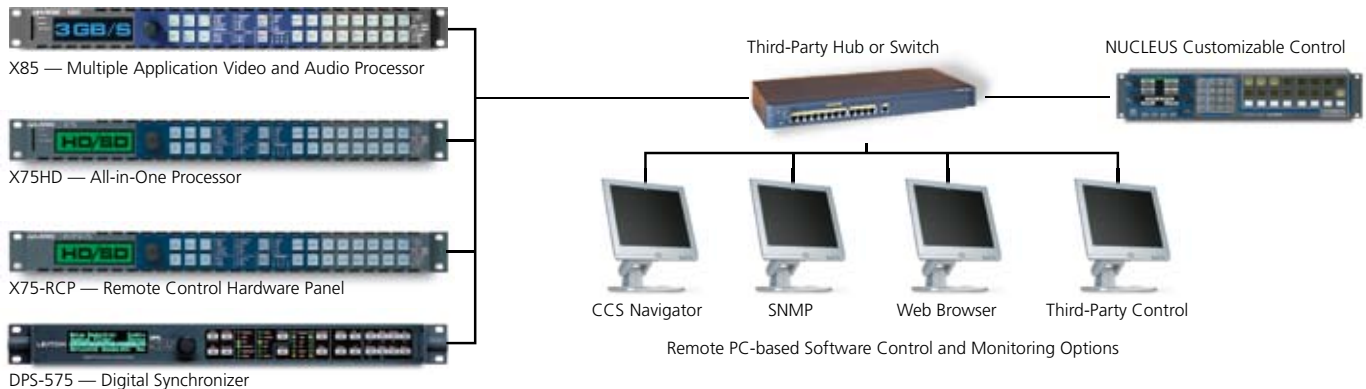 3GB/S
X85 — Multiple Application Video and Audio Processor
HD/SD
X75HD — All-in-One Processor
HD/SD
X75-RCP — Remote Control Hardware Panel
LEITCH
DPS-575 — Digital Synchronizer
Third-Party Hub or Switch
NUCLEUS Customizable Control
CCS Navigator
SNMP
Web Browser
Third-Party Control
Remote PC-based Software Control and Monitoring Options